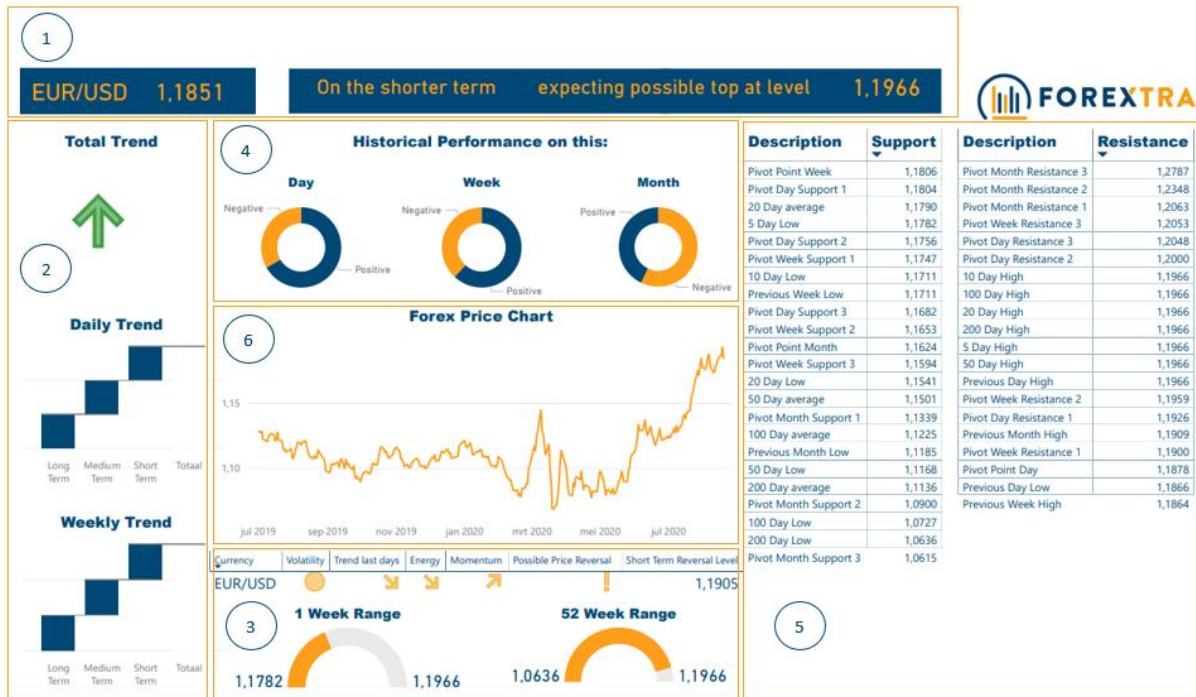 1
EUR/USD 1,1851
On the shorter term expecting possible top at level 1,1966
FOREXTRA
Total Trend
2
Daily Trend
Long Term Medium Term Short Term Totaal
Weekly Trend
Long Term Medium Term Short Term Totaal
4
Historical Performance on this:
Day
Negative
Positive
Week
Negative
Positive
Month
Positive
Negative
6
Forex Price Chart
1,15
1,10
jul 2019 sep 2019 nov 2019 jan 2020 mrt 2020 mei 2020 jul 2020
Currency Volatility Trend last days Energy Momentum Possible Price Reversal Short Term Reversal Level
EUR/USD ! 1,1905
3
1 Week Range
1,1782 1,1966
52 Week Range
1,0636 1,1966
Description Support
Pivot Point Week 1,1806
Pivot Day Support 1 1,1804
20 Day average 1,1790
5 Day Low 1,1782
Pivot Day Support 2 1,1756
Pivot Week Support 1 1,1747
10 Day Low 1,1711
Previous Week Low 1,1711
Pivot Day Support 3 1,1682
Pivot Week Support 2 1,1653
Pivot Point Month 1,1624
Pivot Week Support 3 1,1594
20 Day Low 1,1541
50 Day average 1,1501
Pivot Month Support 1 1,1339
100 Day average 1,1225
Previous Month Low 1,1185
50 Day Low 1,1168
200 Day average 1,1136
Pivot Month Support 2 1,0900
100 Day Low 1,0727
200 Day Low 1,0636
Pivot Month Support 3 1,0615
Description Resistance
Pivot Month Resistance 3 1,2787
Pivot Month Resistance 2 1,2348
Pivot Month Resistance 1 1,2063
Pivot Week Resistance 3 1,2053
Pivot Day Resistance 3 1,2048
Pivot Day Resistance 2 1,2000
10 Day High 1,1966
100 Day High 1,1966
20 Day High 1,1966
200 Day High 1,1966
5 Day High 1,1966
50 Day High 1,1966
Previous Day High 1,1966
Pivot Week Resistance 2 1,1959
Pivot Day Resistance 1 1,1926
Previous Month High 1,1909
Pivot Week Resistance 1 1,1900
Pivot Point Day 1,1878
Previous Day Low 1,1866
Previous Week High 1,1864
5